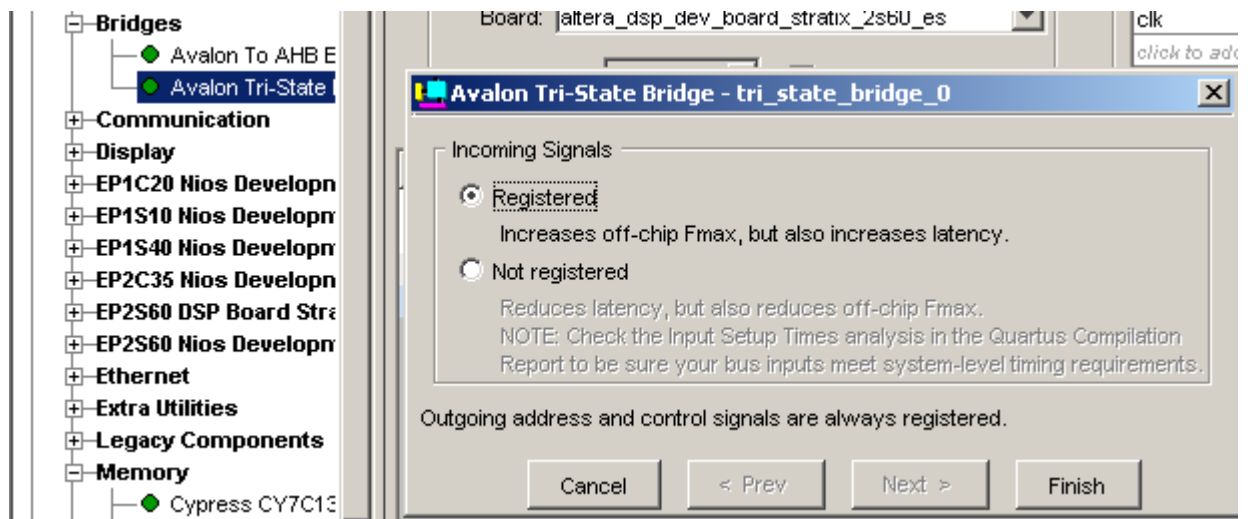 Bridges
Avalon To AHB E
Avalon Tri-State
Communication
Display
EP1C20 Nios Developn
EP1S10 Nios Developm
EP1S40 Nios Developm
EP2C35 Nios Developn
EP2S60 DSP Board Stra
EP2S60 Nios Developm
Ethernet
Extra Utilities
Legacy Components
Memory
Cypress CY7C13
Board: altera_dsp_dev_board_stratix_2s60_es
clk
click to add
Avalon Tri-State Bridge - tri_state_bridge_0
Incoming Signals
Registered
Increases off-chip Fmax, but also increases latency.
Not registered
Reduces latency, but also reduces off-chip Fmax.
NOTE: Check the Input Setup Times analysis in the Quartus Compilation
Report to be sure your bus inputs meet system-level timing requirements.
Outgoing address and control signals are always registered.
Cancel
< Prev
Next >
Finish